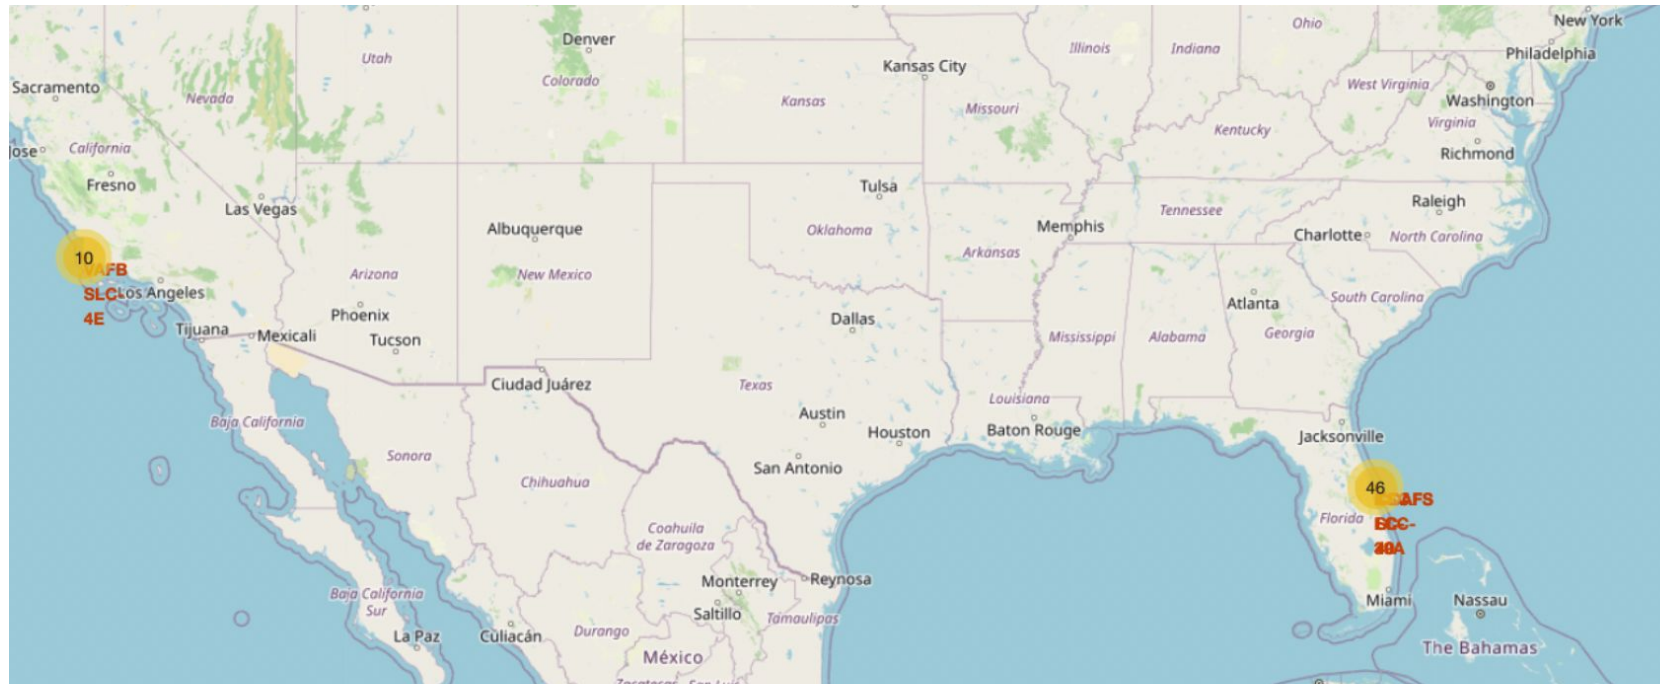 New York
Ohio
Denver
Illinois
Indiana
Philadelphia
Utah
Kansas City
Colorado
Sacramento
West Virginia
Nevada
Kansas
Washington
Missouri
Virginia
Kentucky
Jose
California
Richmond
Fresno
Tulsa
Las Vegas
Raleigh
Tennessee
Albuquerque
Oklahoma
Memphis
Charlotte
North Carolina
Arkansas
10
VAFB
Arizona
New Mexico
SLC-
Los Angeles
4E
South Carolina
Atlanta
Phoenix
Dallas
Tijuana
Mexicali
Tucson
Mississippi
Alabama
Georgia
Ciudad Juárez
Texas
Louisiana
Baja California
Austin
Houston
Baton Rouge
Jacksonville
Sonora
San Antonio
Chihuahua
46
Florida
Coahuila
de Zaragoza
Monterrey
Reynosa
Baja California
Sur
Saltillo
Tamaulipas
Miami
Nassau
La Paz
Culiacán
Durango
México
The Bahamas